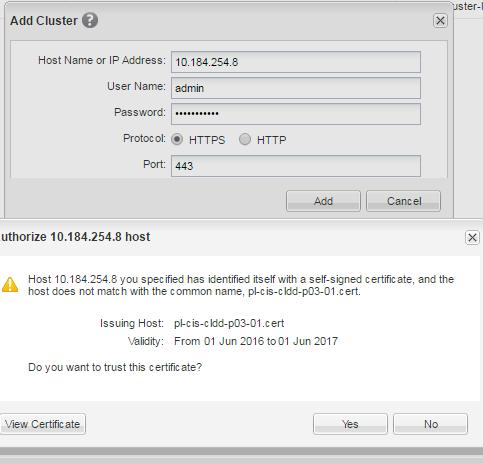 uster-I
Add Cluster ?
Host Name or IP Address: 10.184.254.8
User Name: admin
Password: •••••••••••
Protocol: HTTPS HTTP
Port: 443
Add Cancel
uthorize 10.184.254.8 host
Host 10.184.254.8 you specified has identified itself with a self-signed certificate, and the
host does not match with the common name, pl-cis-cldd-p03-01.cert.
Issuing Host: pl-cis-cldd-p03-01.cert
Validity: From 01 Jun 2016 to 01 Jun 2017
Do you want to trust this certificate?
View Certificate Yes No